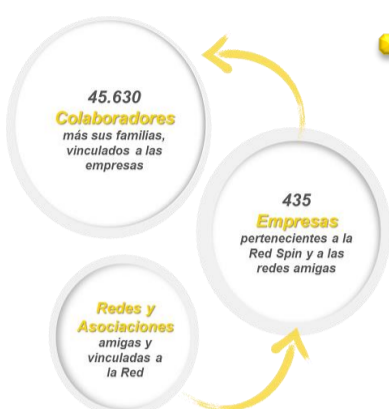 45.630
Colaboradores
más sus familias,
vinculados a las
empresas
435
Empresas
pertenecientes a la
Red Spin y a las
redes amigas
Redes y
Asociaciones
amigas y
vinculadas a
la Red